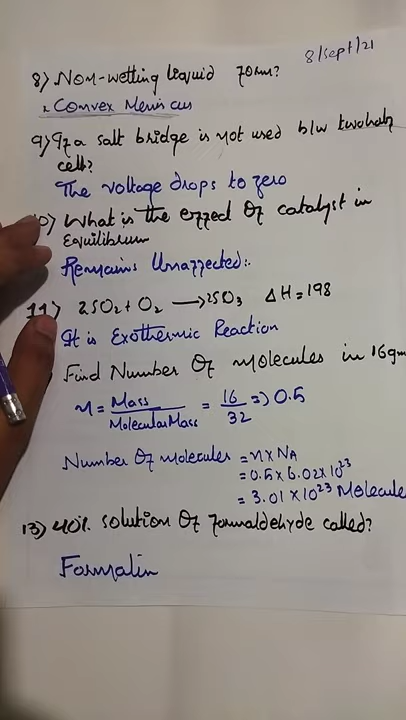 8/sept/21
8) Non-wetting liquid form?
Convex Meniscus
9) If a salt bridge is not used b/w two half
cell?
The voltage drops to zero
10) What is the effect of catalyst in
Equilibrium
Remains Unaffected:.
11) 2SO₂ + O₂ → 2SO₃ ΔH = 198
It is Exothermic Reaction
Find Number Of molecules in 16gm
n = Mass / Molecular Mass = 16 / 32 => 0.5
Number Of molecules = n × NA
= 0.5 × 6.02 × 10²³
= 3.01 × 10²³ Molecule
13) 40% solution Of formaldehyde called?
Formalin